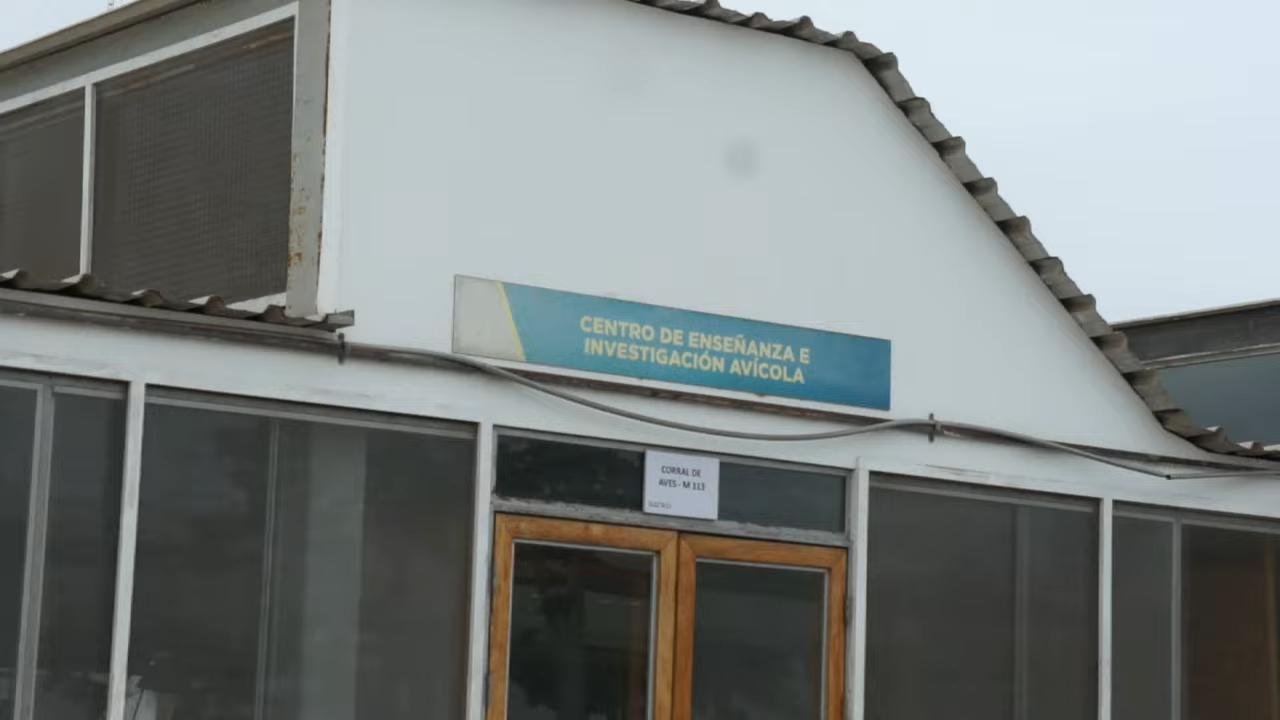 CENTRO DE ENSEÑANZA E
INVESTIGACIÓN AVÍCOLA
CORRAL DE
AVES - M 113